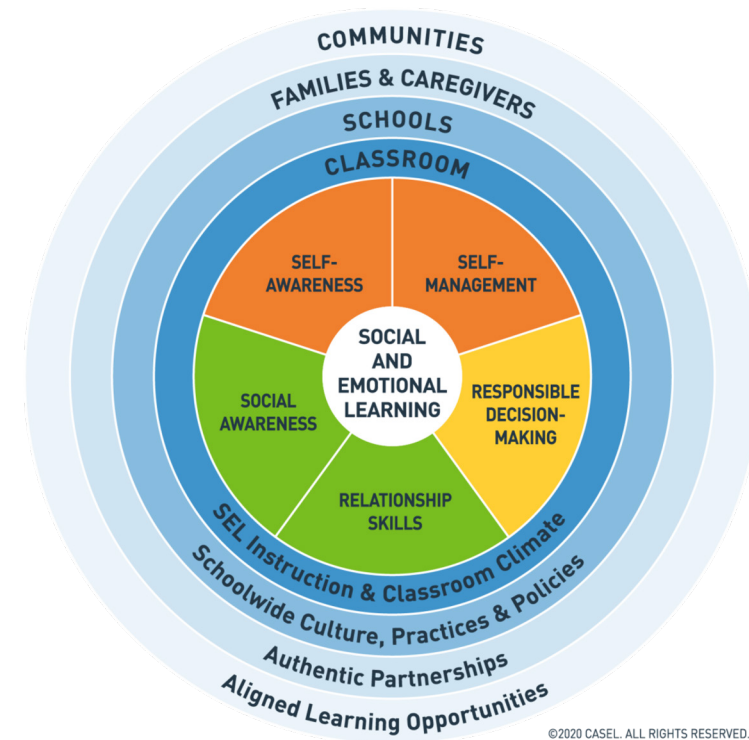 COMMUNITIES
FAMILIES & CAREGIVERS
SCHOOLS
CLASSROOM
SELF-
AWARENESS
SELF-
MANAGEMENT
SOCIAL
AND
EMOTIONAL
LEARNING
SOCIAL
AWARENESS
RESPONSIBLE
DECISION-
MAKING
RELATIONSHIP
SKILLS
SEL Instruction & Classroom Climate
Schoolwide Culture, Practices & Policies
Authentic Partnerships
Aligned Learning Opportunities
©2020 CASEL. ALL RIGHTS RESERVED.